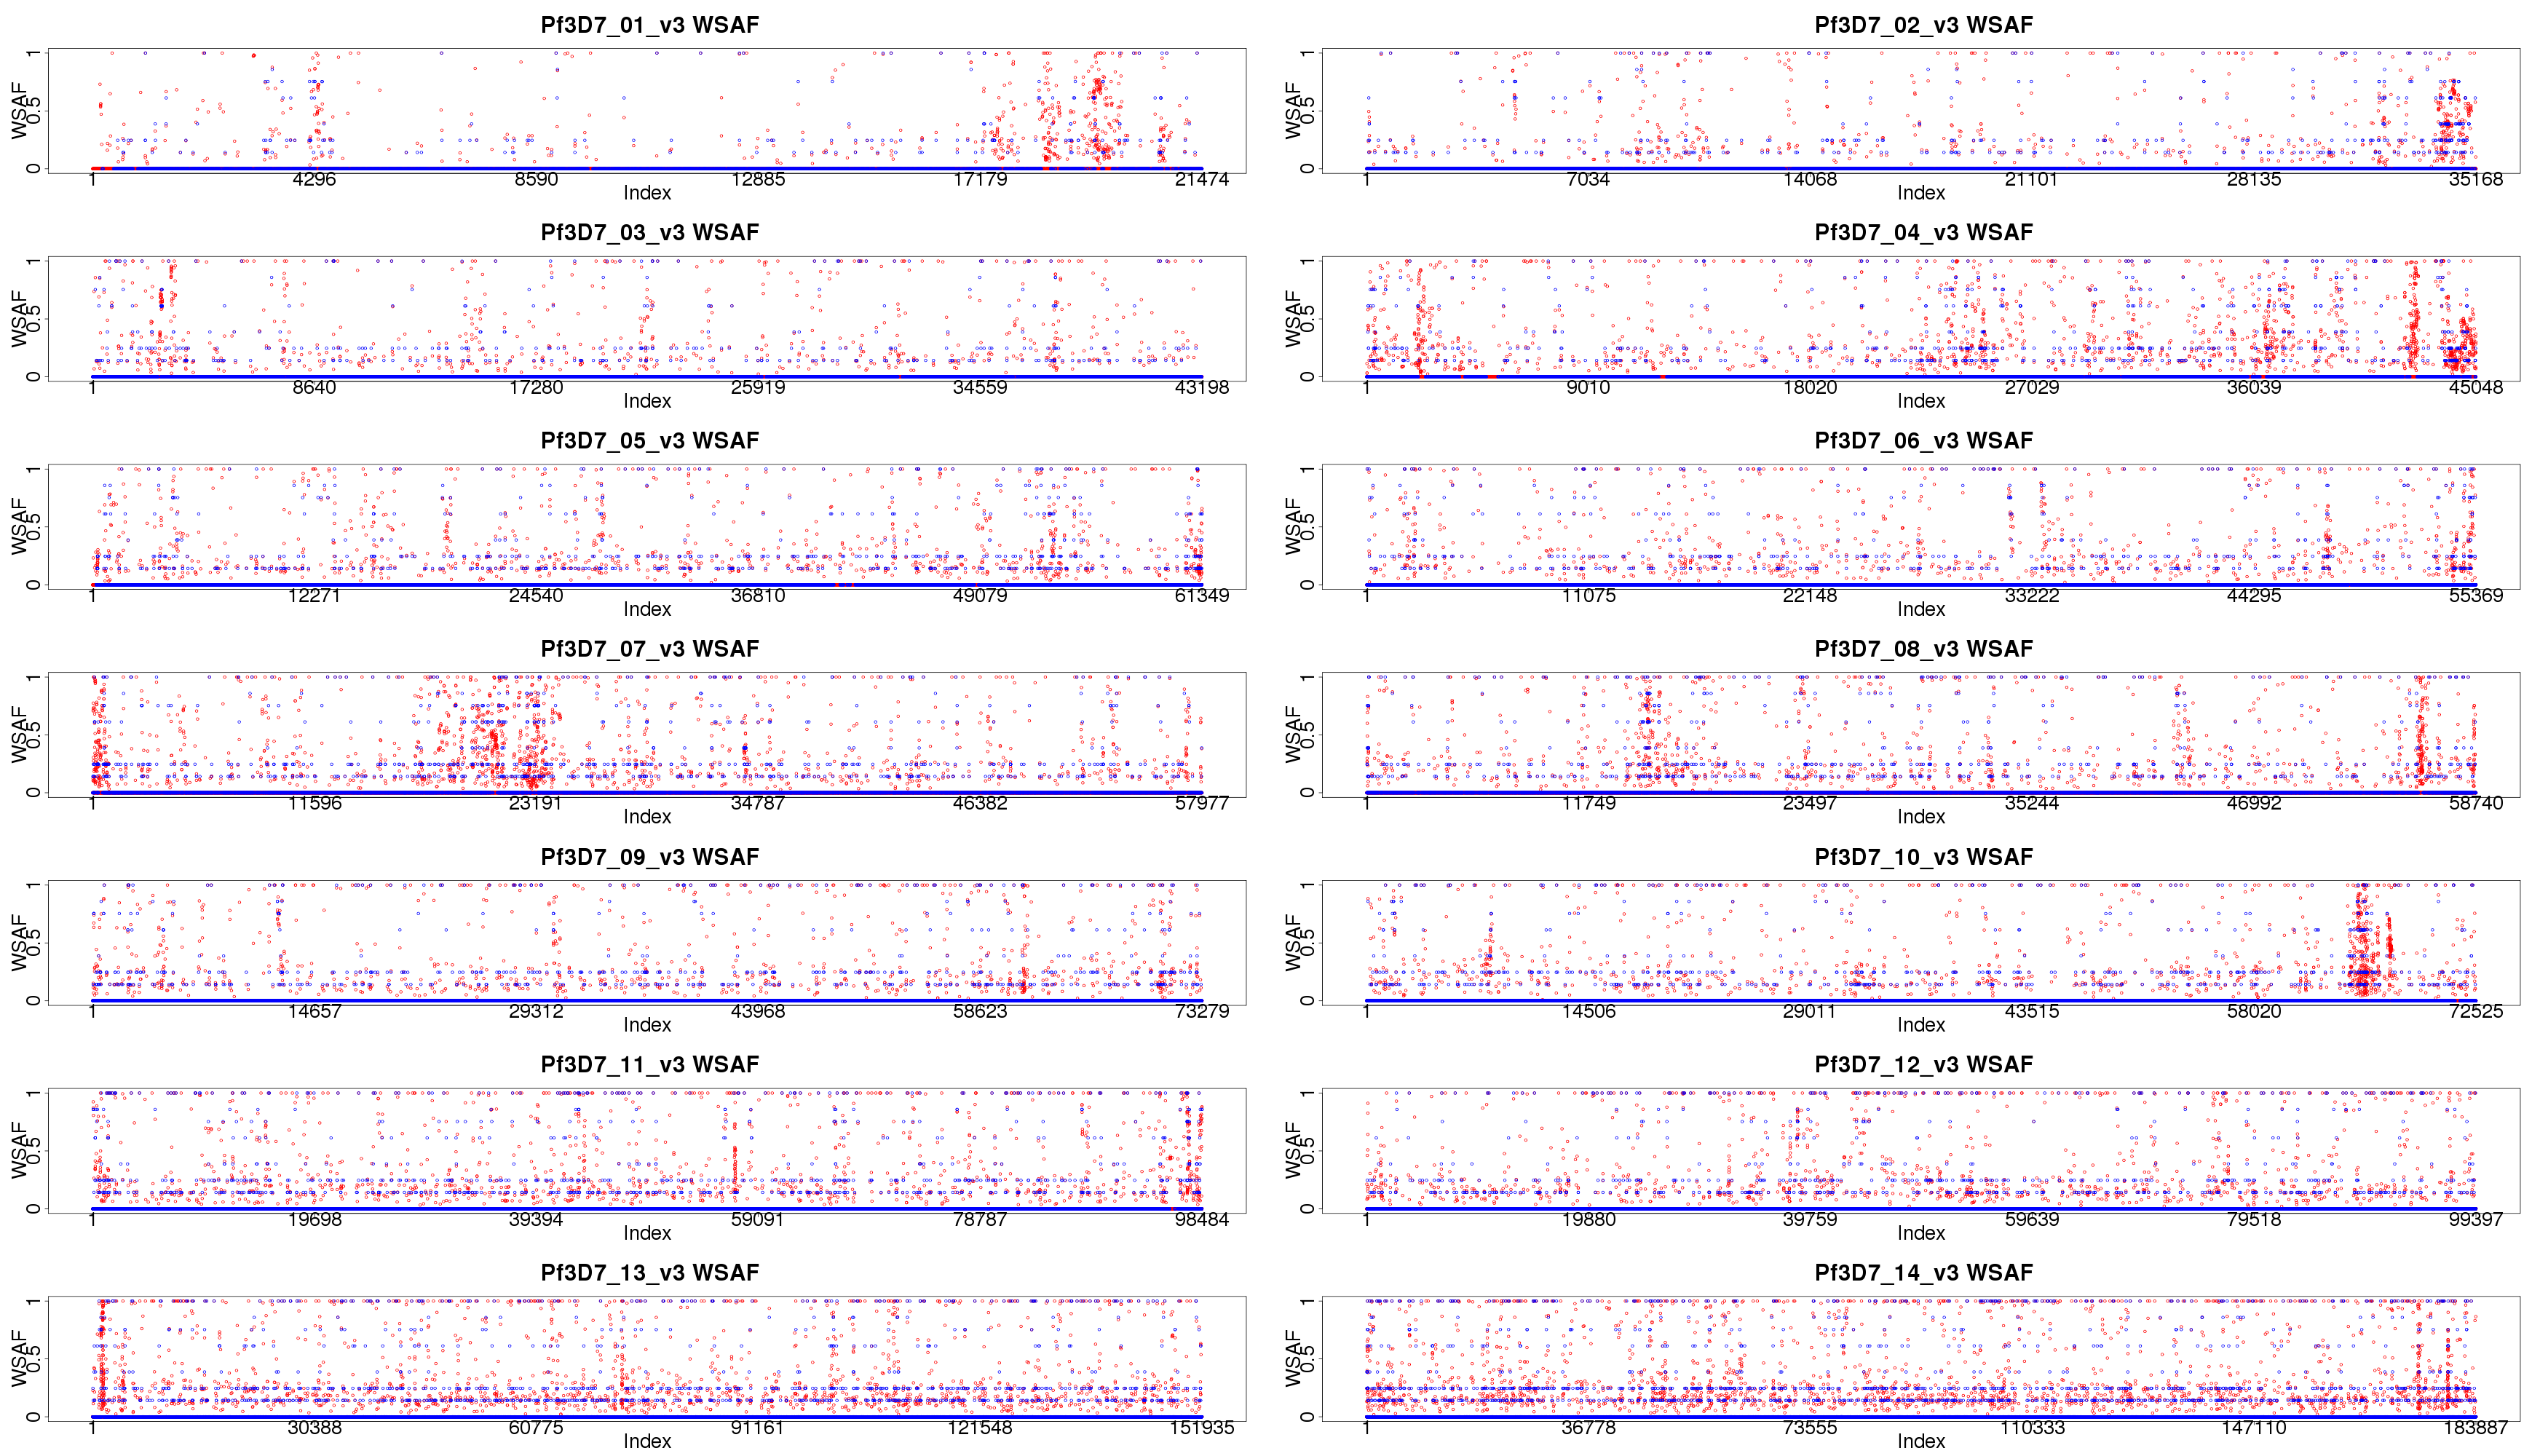 Pf3D7_01_v3 WSAF
WSAF
0 0.5 1
1 4296 8590 12885 17179 21474
Index
Pf3D7_02_v3 WSAF
WSAF
0 0.5 1
1 7034 14068 21101 28135 35168
Index
Pf3D7_03_v3 WSAF
WSAF
0 0.5 1
1 8640 17280 25919 34559 43198
Index
Pf3D7_04_v3 WSAF
WSAF
0 0.5 1
1 9010 18020 27029 36039 45048
Index
Pf3D7_05_v3 WSAF
WSAF
0 0.5 1
1 12271 24540 36810 49079 61349
Index
Pf3D7_06_v3 WSAF
WSAF
0 0.5 1
1 11075 22148 33222 44295 55369
Index
Pf3D7_07_v3 WSAF
WSAF
0 0.5 1
1 11596 23191 34787 46382 57977
Index
Pf3D7_08_v3 WSAF
WSAF
0 0.5 1
1 11749 23497 35244 46992 58740
Index
Pf3D7_09_v3 WSAF
WSAF
0 0.5 1
1 14657 29312 43968 58623 73279
Index
Pf3D7_10_v3 WSAF
WSAF
0 0.5 1
1 14506 29011 43515 58020 72525
Index
Pf3D7_11_v3 WSAF
WSAF
0 0.5 1
1 19698 39394 59091 78787 98484
Index
Pf3D7_12_v3 WSAF
WSAF
0 0.5 1
1 19880 39759 59639 79518 99397
Index
Pf3D7_13_v3 WSAF
WSAF
0 0.5 1
1 30388 60775 91161 121548 151935
Index
Pf3D7_14_v3 WSAF
WSAF
0 0.5 1
1 36778 73555 110333 147110 183887
Index